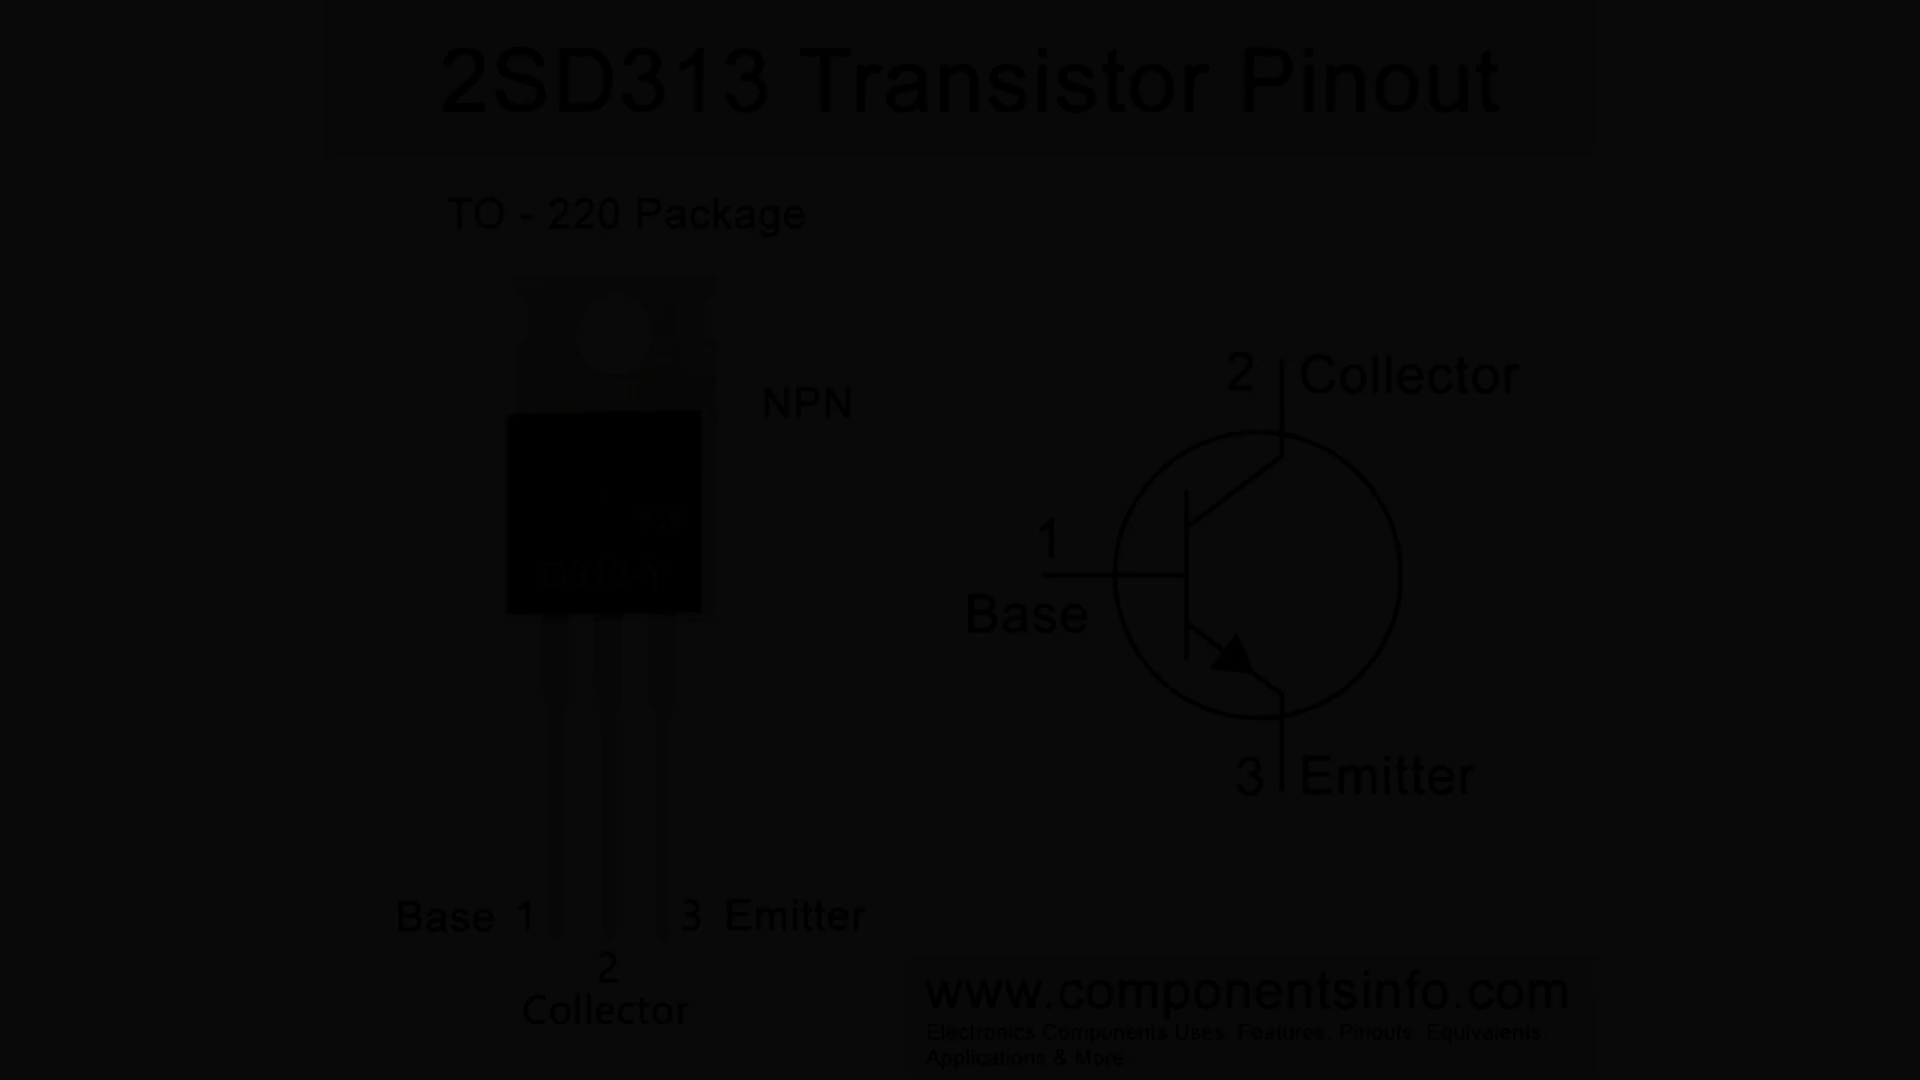 2SD313 Transistor Pinout
TO - 220 Package
NPN
2 Collector
1
Base
D313-Y
3 Emitter
Base 1
3 Emitter
2
Collector
www.componentsinfo.com
Electronics Components Uses, Features, Pinouts, Equivalents,
Applications & More